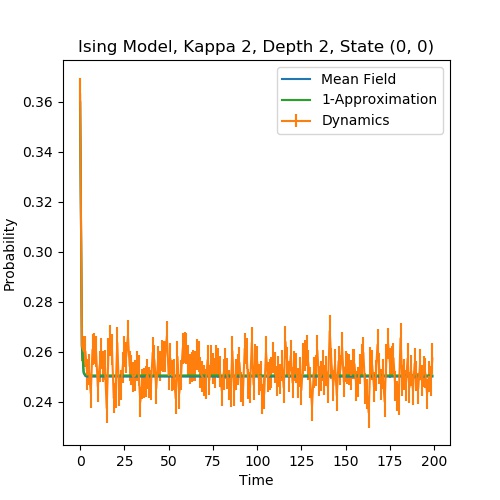 Ising Model, Kappa 2, Depth 2, State (0, 0)
Mean Field
1-Approximation
Dynamics
Probability
0.36
0.34
0.32
0.30
0.28
0.26
0.24
0 25 50 75 100 125 150 175 200
Time